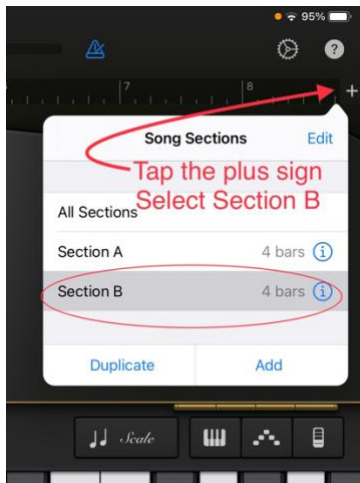 95%
7 8
+
Song Sections Edit
Tap the plus sign
Select Section B
All Sections
Section A 4 bars i
Section B 4 bars i
Duplicate Add
Scale